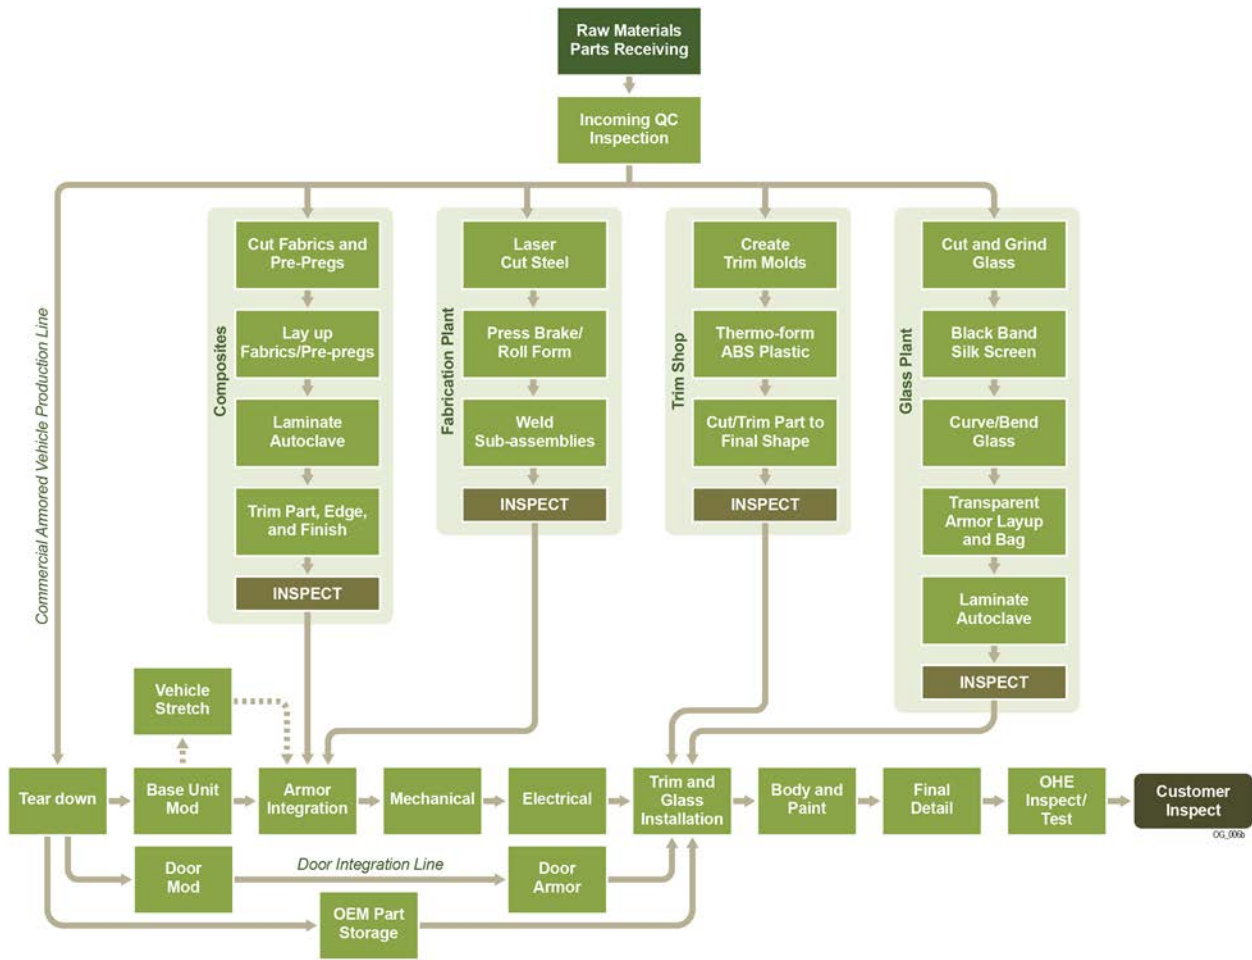 Raw Materials
Parts Receiving
Incoming QC
Inspection
Commercial Armored Vehicle Production Line
Composites
Cut Fabrics and
Pre-Pregs
Lay up
Fabrics/Pre-pregs
Laminate
Autoclave
Trim Part, Edge,
and Finish
INSPECT
Fabrication Plant
Laser
Cut Steel
Press Brake/
Roll Form
Weld
Sub-assemblies
INSPECT
Trim Shop
Create
Trim Molds
Thermo-form
ABS Plastic
Cut/Trim Part to
Final Shape
INSPECT
Glass Plant
Cut and Grind
Glass
Black Band
Silk Screen
Curve/Bend
Glass
Transparent
Armor Layup
and Bag
Laminate
Autoclave
INSPECT
Vehicle
Stretch
Tear down
Base Unit
Mod
Armor
Integration
Mechanical
Electrical
Trim and
Glass
Installation
Body and
Paint
Final
Detail
OHE
Inspect/
Test
Customer
Inspect
OG_006b
Door
Mod
Door Integration Line
Door
Armor
OEM Part
Storage